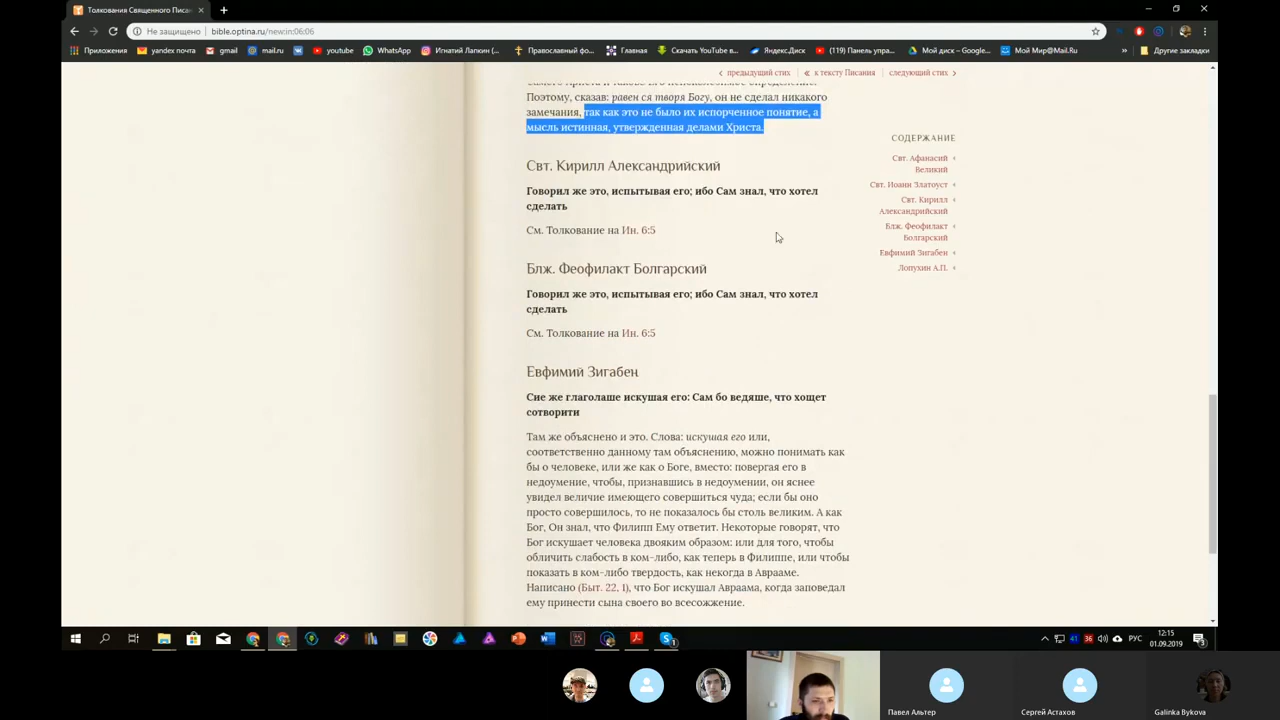 Толкования Священного Писан
Не защищено
bible.optina.ru/new:in:06:06
Приложения
yandex почта
gmail
mail.ru
youtube
WhatsApp
Игнатий Лапкин (...
Православный фо...
Главная
Скачать YouTube в...
Яндекс.Диск
(119) Панель упра...
Мой диск – Google...
Мой Мир@Mail.Ru
»
Другие закладки
предыдущий стих
к тексту Писания
следующий стих
Поэтому, сказав: равен ся творя Богу, он не сделал никакого
замечания, так как это не было их испорченное понятие, а
мысль истинная, утвержденная делами Христа.
Свт. Кирилл Александрийский
Говорил же это, испытывая его; ибо Сам знал, что хотел
сделать
См. Толкование на Ин. 6:5
Блж. Феофилакт Болгарский
Говорил же это, испытывая его; ибо Сам знал, что хотел
сделать
См. Толкование на Ин. 6:5
Евфимий Зигабен
Сие же глаголаше искушая его: Сам бо ведяше, что хощет
сотворити
Там же объяснено и это. Слова: искушая его или,
соответственно данному там объяснению, можно понимать как
бы о человеке, или же как о Боге, вместо: повергая его в
недоумение, чтобы, признавшись в недоумении, он яснее
увидел величие имеющего совершиться чуда; если бы оно
просто совершилось, то не показалось бы столь великим. А как
Бог, Он знал, что Филипп Ему ответит. Некоторые говорят, что
Бог искушает человека двояким образом: или для того, чтобы
обличить слабость в ком-либо, как теперь в Филиппе, или чтобы
показать в ком-либо твердость, как некогда в Аврааме.
Написано (Быт. 22, 1), что Бог искушал Авраама, когда заповедал
ему принести сына своего во всесожжение.
СОДЕРЖАНИЕ
Свт. Афанасий
Великий
Свт. Иоанн Златоуст
Свт. Кирилл
Александрийский
Блж. Феофилакт
Болгарский
Евфимий Зигабен
Лопухин А.П.
41
36
РУС
12:15
01.09.2019
3
Павел Альтер
Сергей Астахов
Galinka Bykova